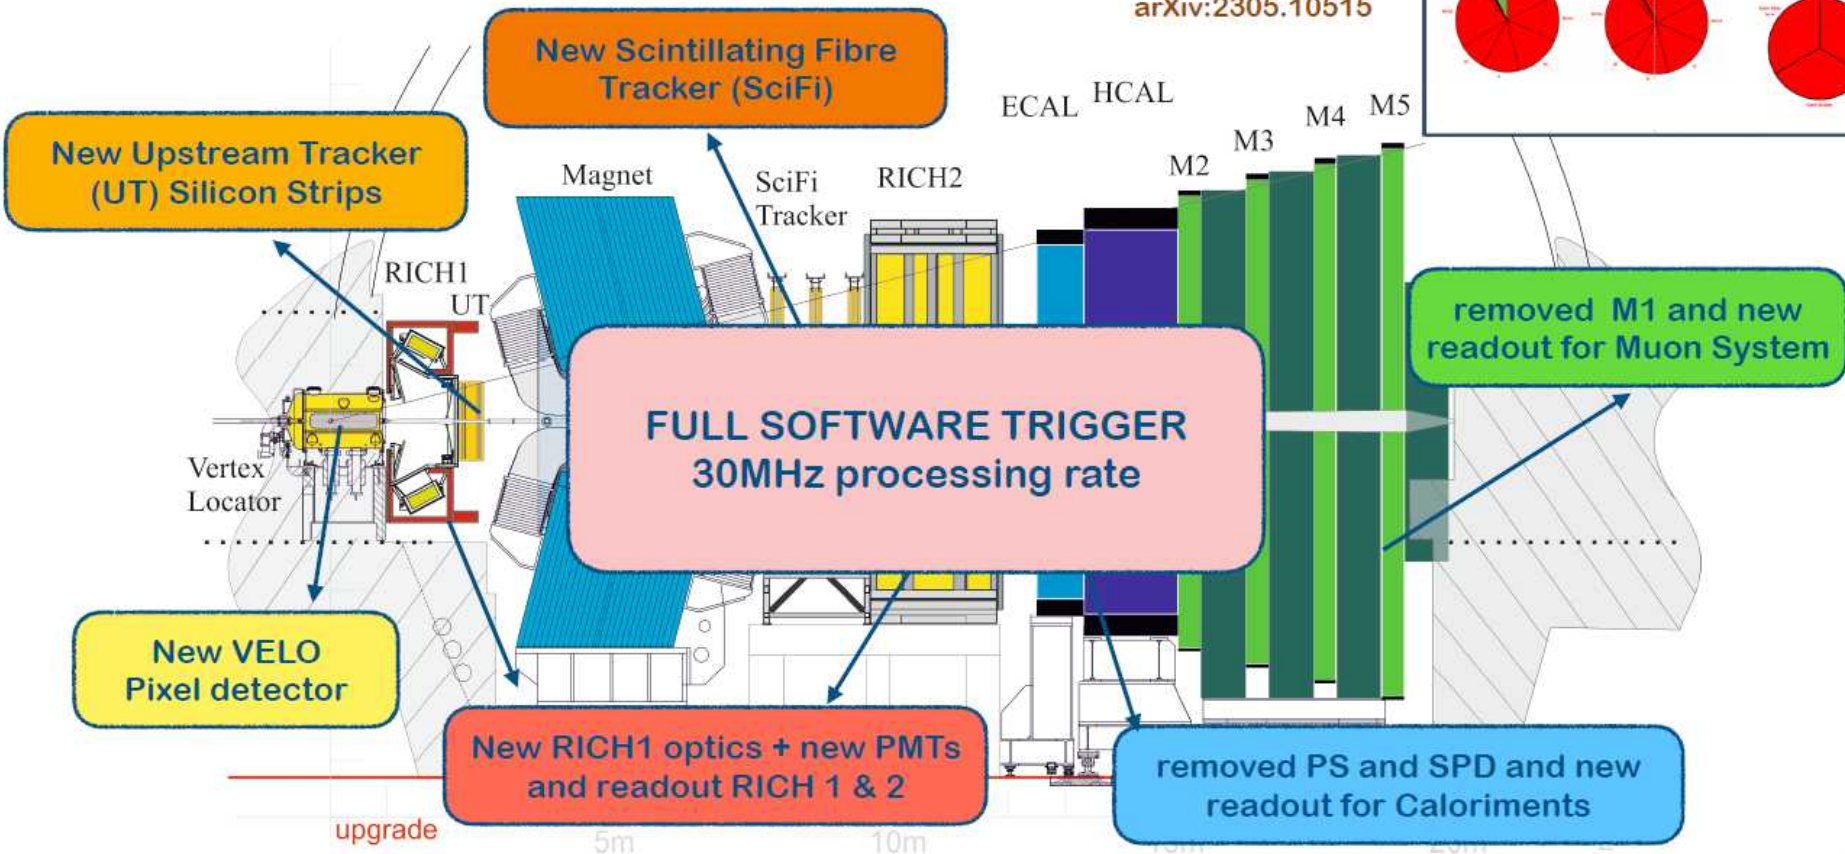 arXiv:2305.10515
New Scintillating Fibre
Tracker (SciFi)
New Upstream Tracker
(UT) Silicon Strips
Magnet
SciFi
Tracker
RICH2
ECAL
HCAL
M2
M3
M4
M5
RICH1
UT
removed M1 and new
readout for Muon System
FULL SOFTWARE TRIGGER
30MHz processing rate
Vertex
Locator
New VELO
Pixel detector
New RICH1 optics + new PMTs
and readout RICH 1 & 2
removed PS and SPD and new
readout for Caloriments
upgrade
5m
10m